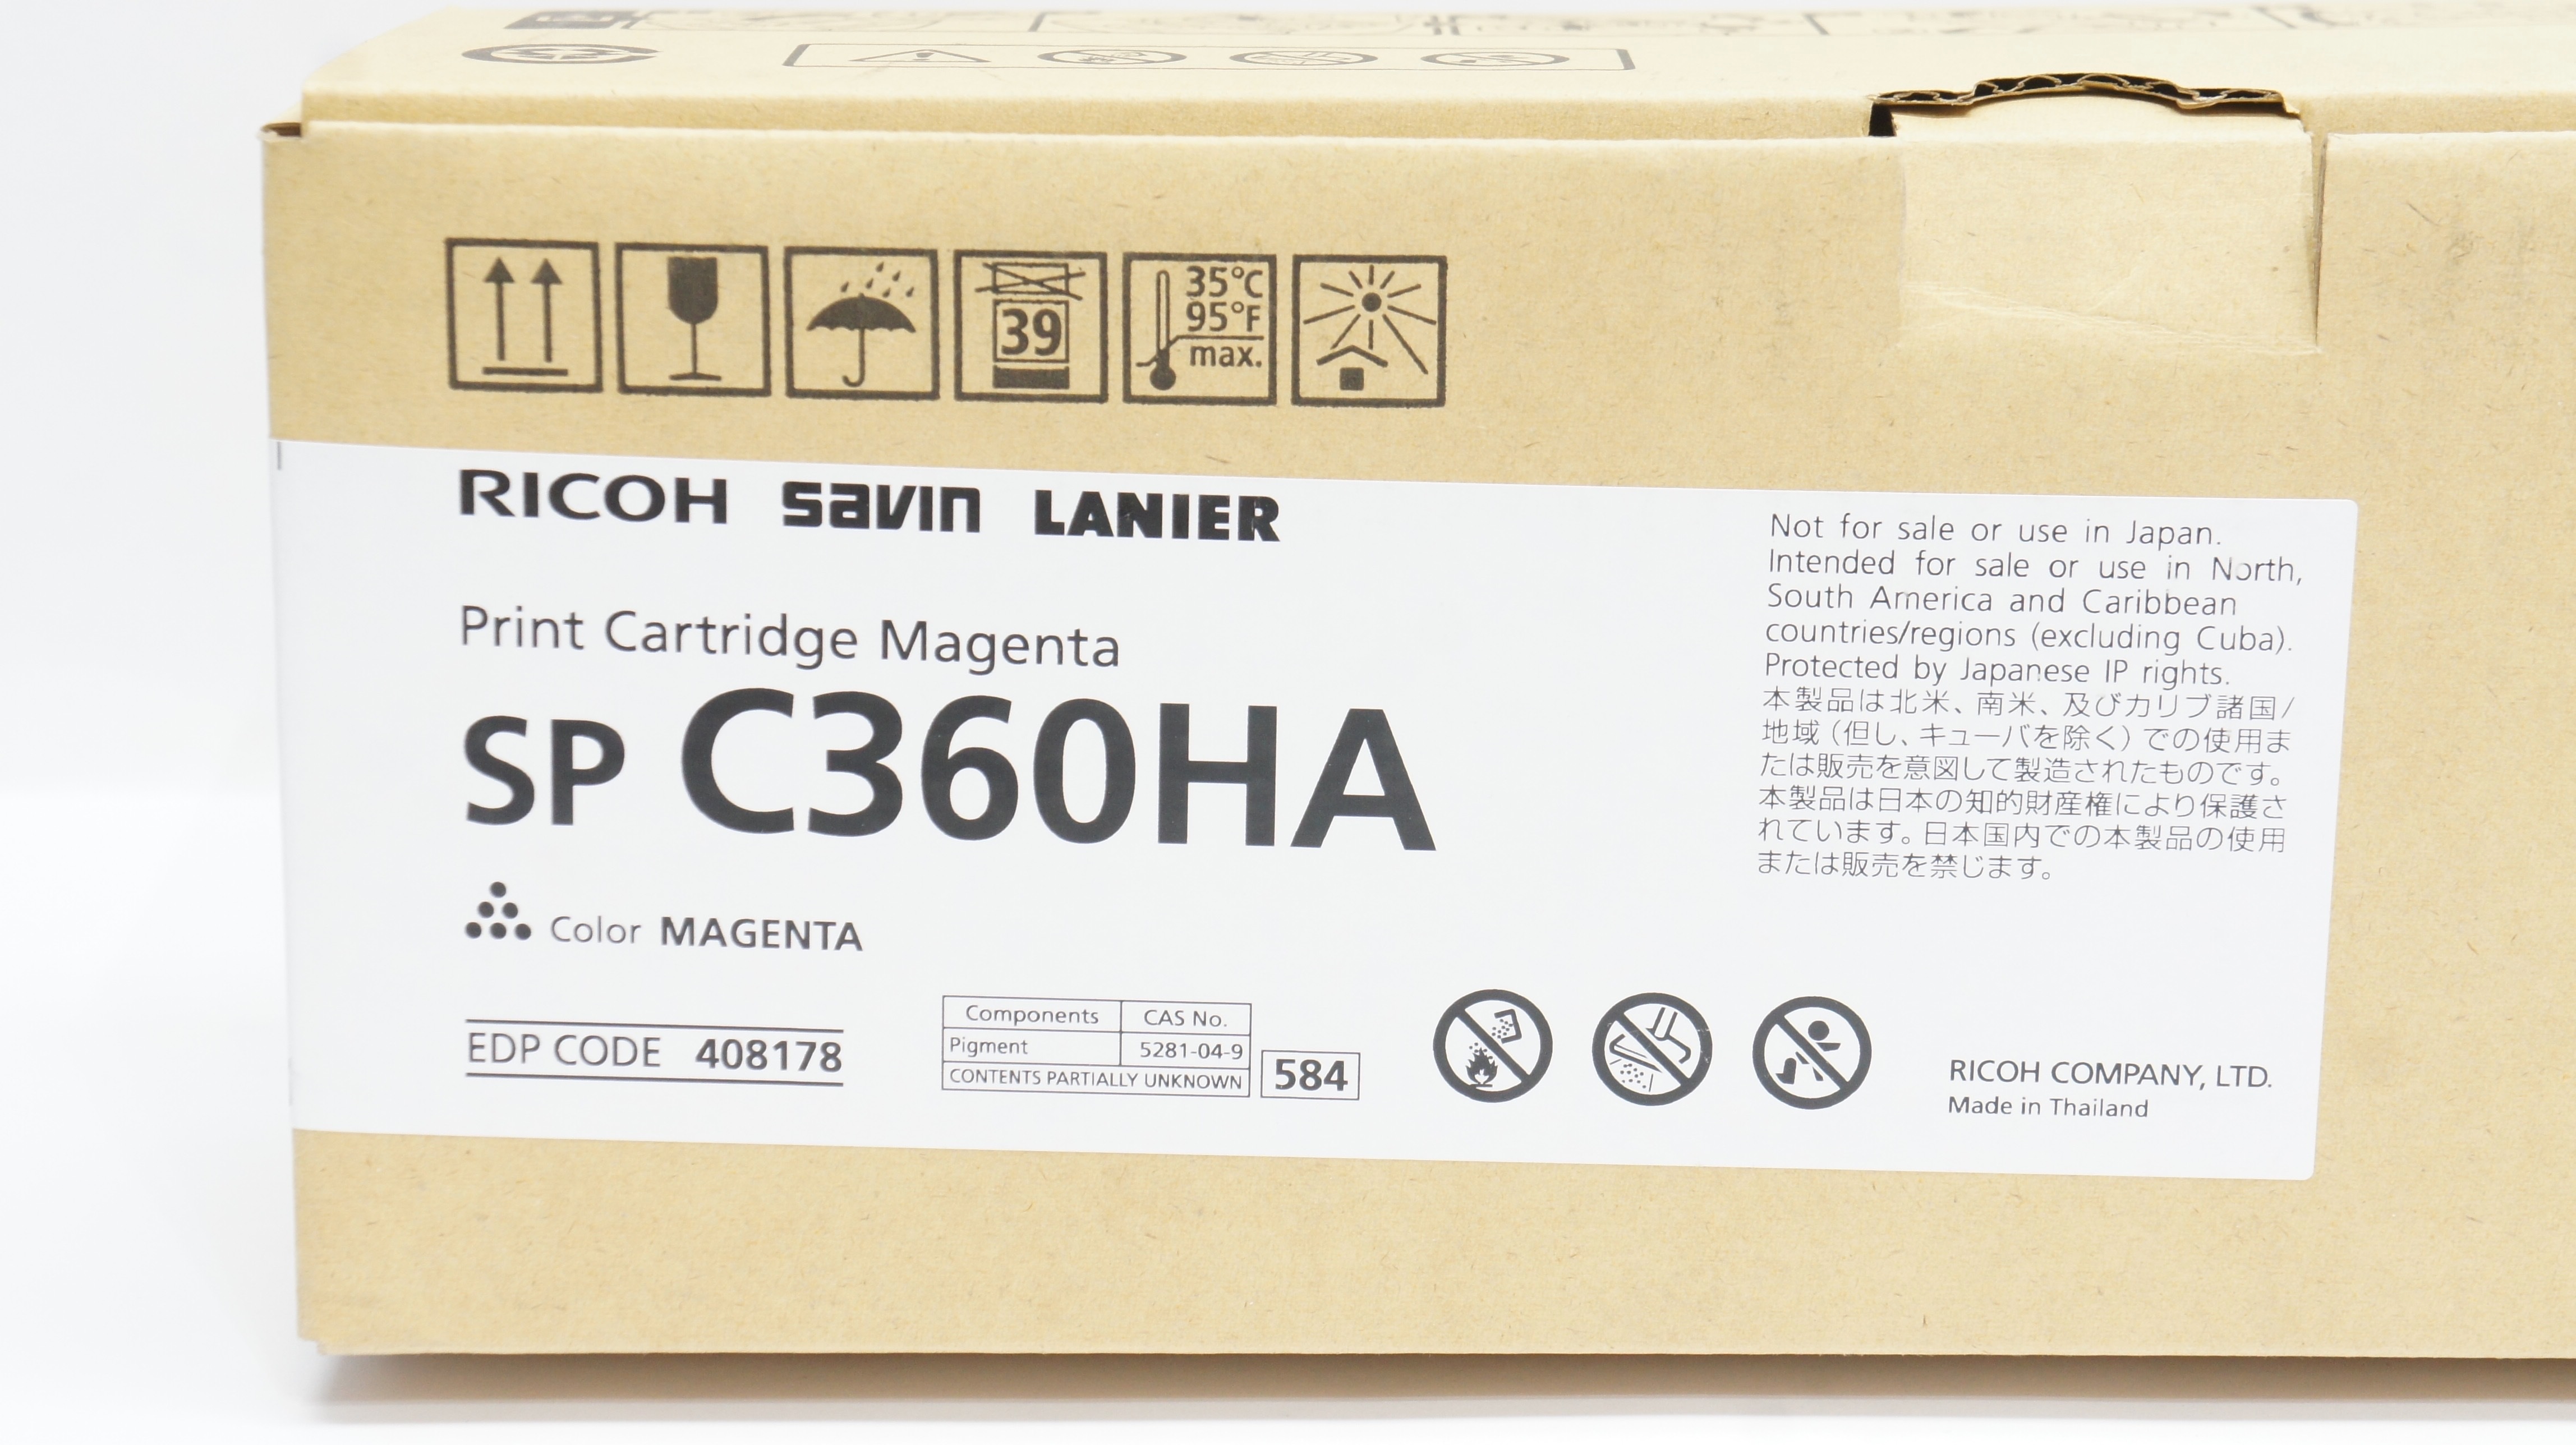 39
35°C
95°F
max.
RICOH savin LANIER
Print Cartridge Magenta
SP C360HA
Color MAGENTA
EDP CODE 408178
Components CAS No.
Pigment 5281-04-9
CONTENTS PARTIALLY UNKNOWN
584
Not for sale or use in Japan.
Intended for sale or use in North,
South America and Caribbean
countries/regions (excluding Cuba).
Protected by Japanese IP rights.
本製品は北米、南米、及びカリブ諸国/
地域（但し、キューバを除く）での使用ま
たは販売を意図して製造されたものです。
本製品は日本の知的財産権により保護さ
れています。日本国内での本製品の使用
または販売を禁じます。
RICOH COMPANY, LTD.
Made in Thailand